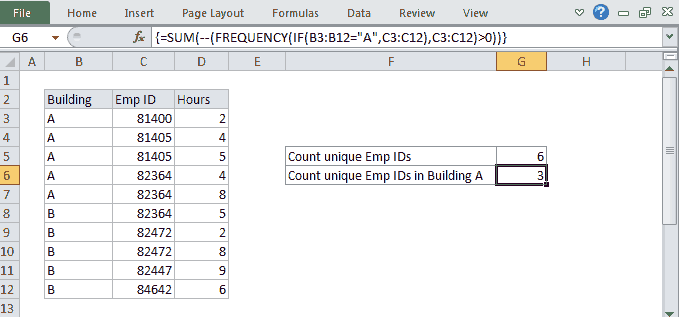 File Home Insert Page Layout Formulas Data Review View
G6 fx {=SUM(--(FREQUENCY(IF(B3:B12="A",C3:C12),C3:C12)>0))}
A B C D E F G H
1
2 Building Emp ID Hours
3 A 81400 2
4 A 81405 4
5 A 81405 5 Count unique Emp IDs 6
6 A 82364 4 Count unique Emp IDs in Building A 3
7 A 82364 8
8 B 82364 5
9 B 82472 2
10 B 82472 8
11 B 82447 9
12 B 84642 6
13